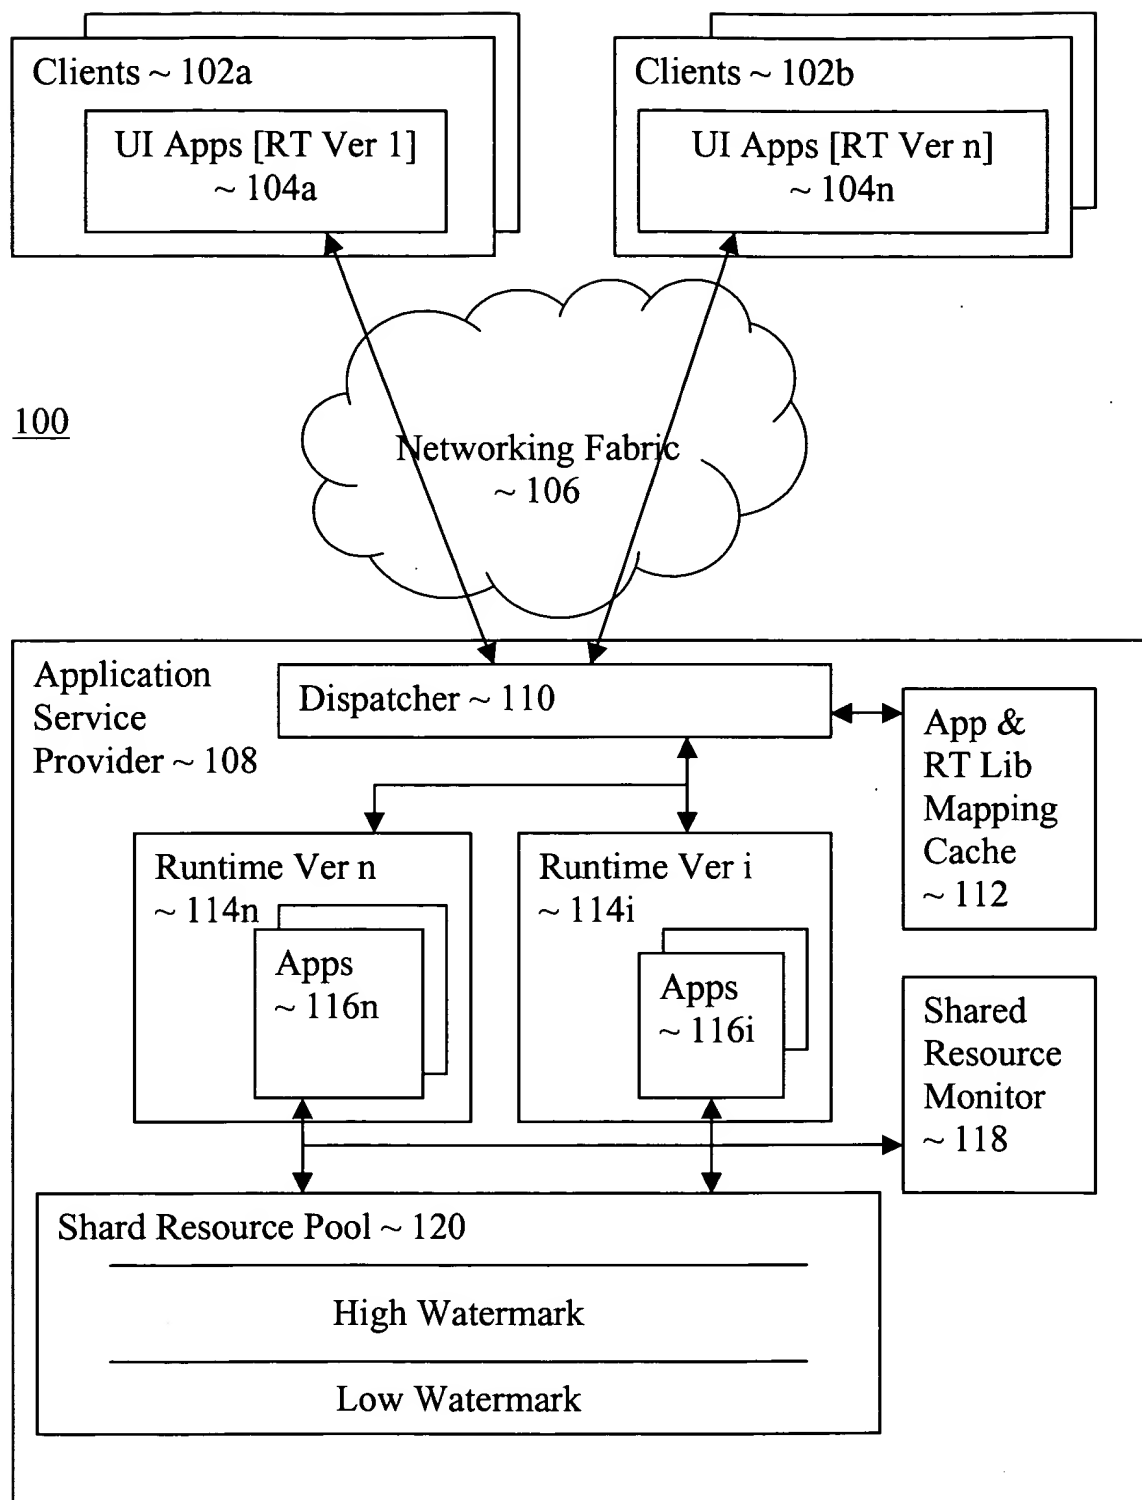 Clients ~ 102a
UI Apps [RT Ver 1]
~ 104a
Clients ~ 102b
UI Apps [RT Ver n]
~ 104n
100
Networking Fabric
~ 106
Application
Service
Provider ~ 108
Dispatcher ~ 110
App &
RT Lib
Mapping
Cache
~ 112
Runtime Ver n
~ 114n
Apps
~ 116n
Runtime Ver i
~ 114i
Apps
~ 116i
Shared
Resource
Monitor
~ 118
Shard Resource Pool ~ 120
High Watermark
Low Watermark